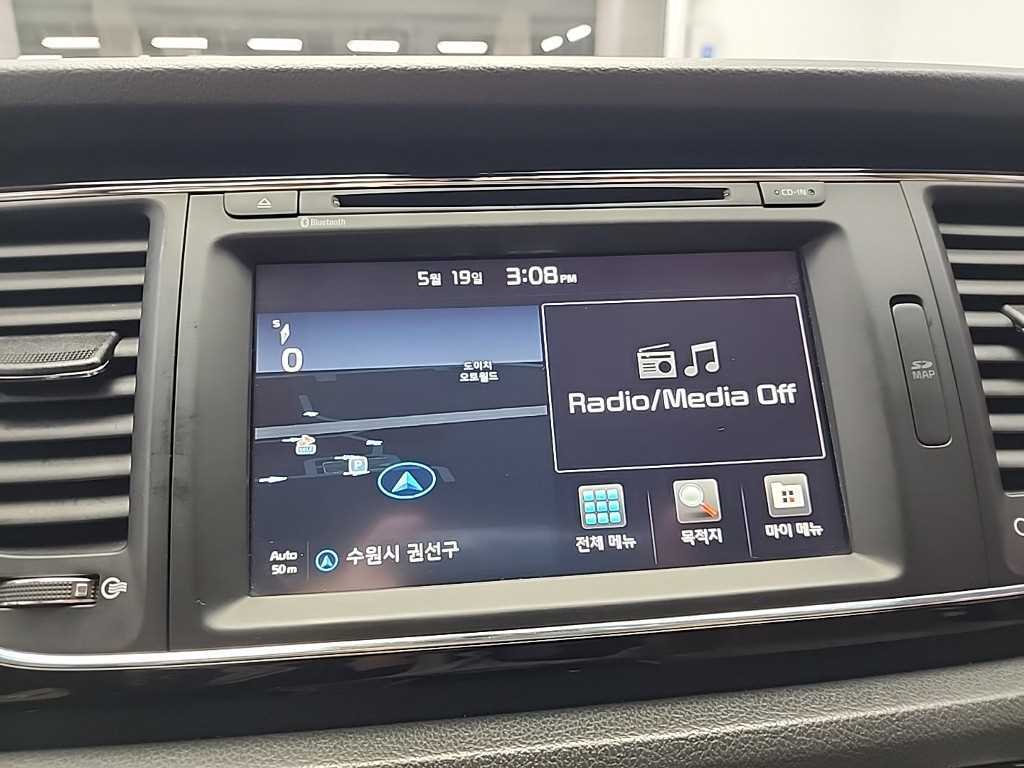 CD-IN
Bluetooth
5월 19일 3:08 PM
S
0
도이치
오토월드
Radio/Media Off
SD
MAP
P
전체 메뉴
목적지
마이 메뉴
Auto
50m
수원시 권선구